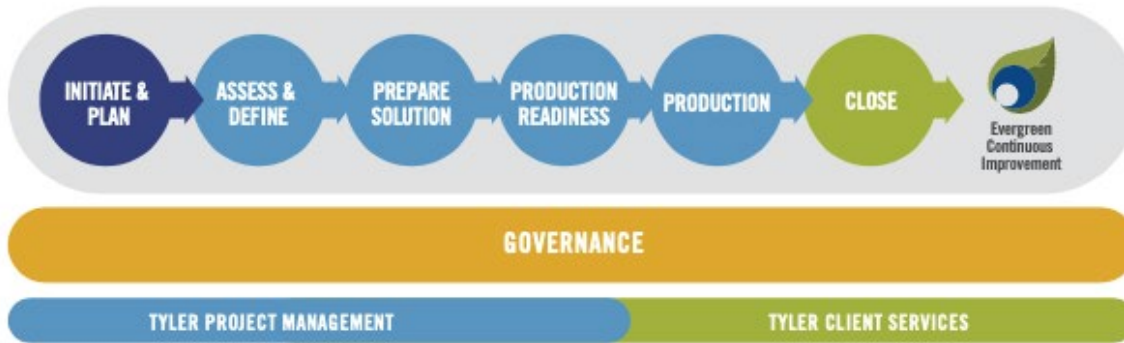 INITIATE &
PLAN
ASSESS &
DEFINE
PREPARE
SOLUTION
PRODUCTION
READINESS
PRODUCTION
CLOSE
Evergreen
Continuous
Improvement
GOVERNANCE
TYLER PROJECT MANAGEMENT
TYLER CLIENT SERVICES